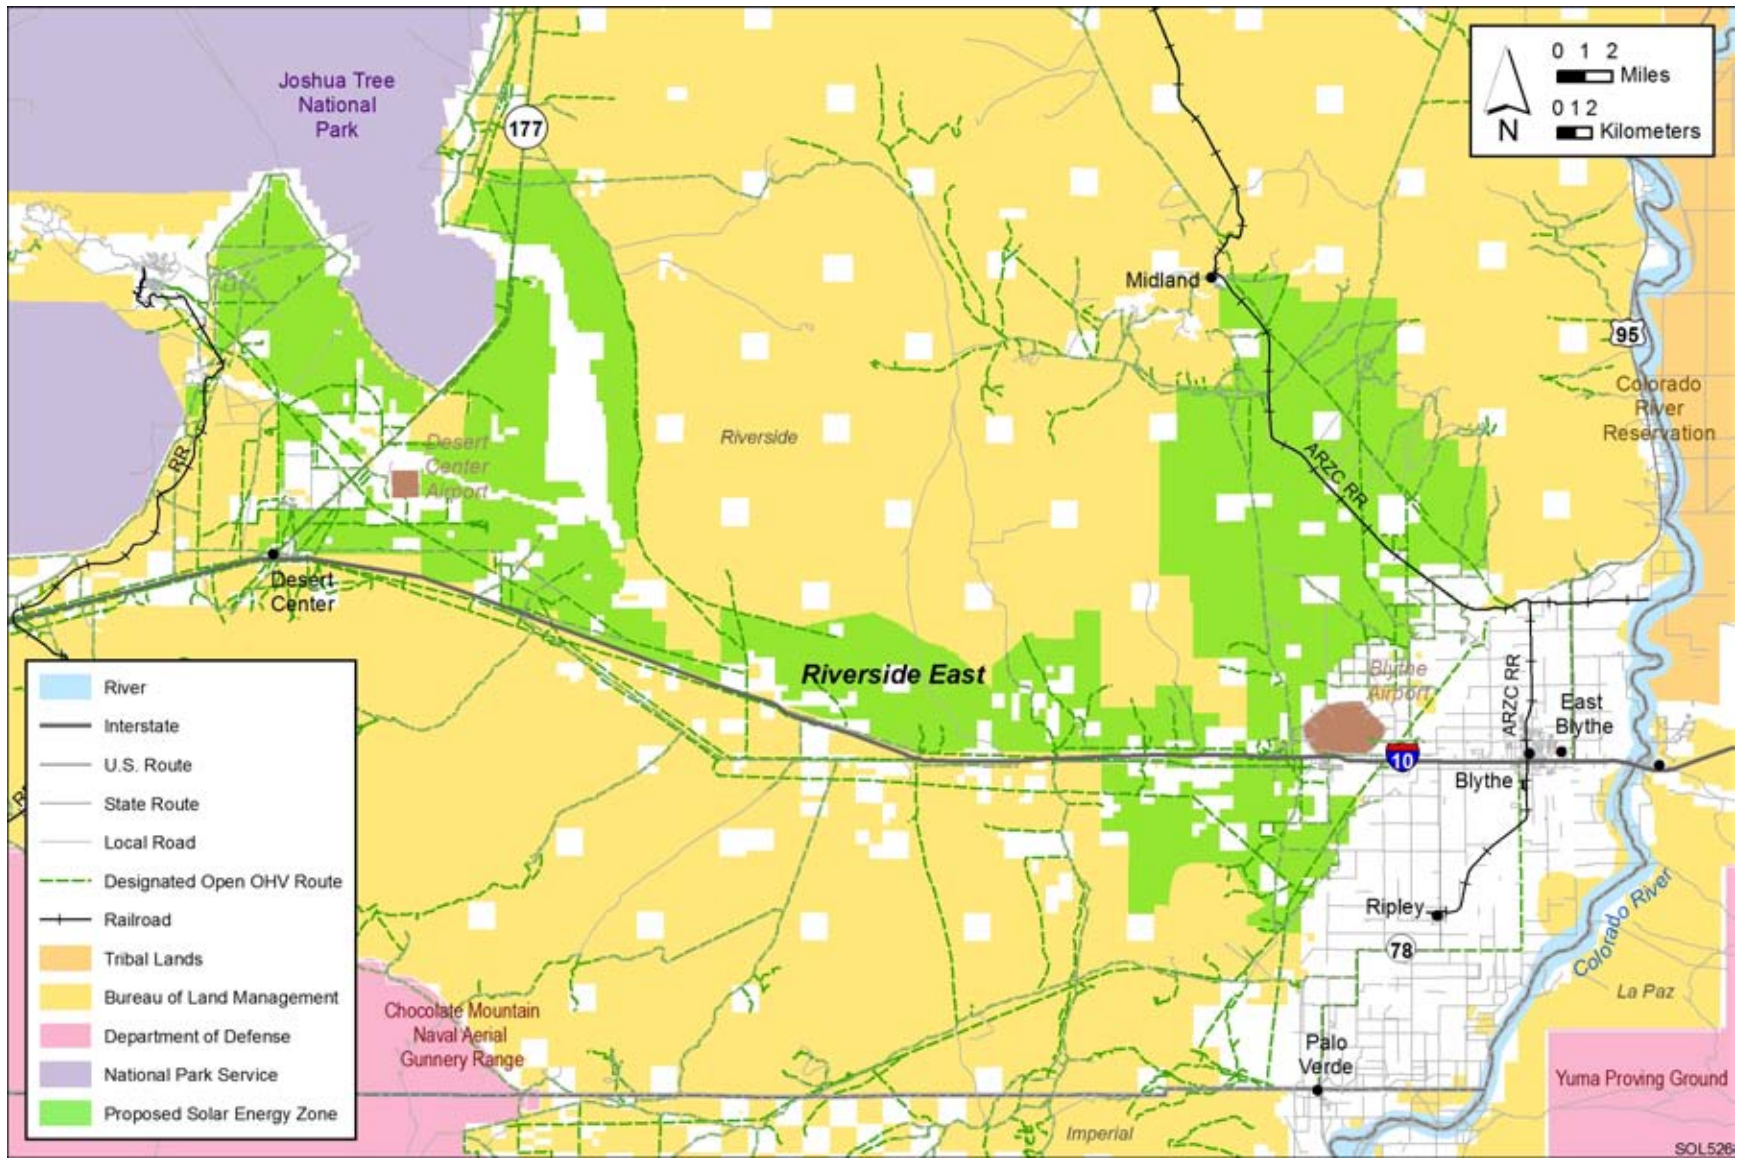 Joshua Tree
National
Park
177
0 1 2
Miles
0 1 2
Kilometers
N
Midland
95
Colorado
River
Reservation
Riverside
Desert
Center
Airport
RR
ARZC RR
Desert
Center
Riverside East
Blythe
Airport
ARZC RR
East
Blythe
10
Blythe
River
Interstate
U.S. Route
State Route
Local Road
Designated Open OHV Route
Railroad
Tribal Lands
Bureau of Land Management
Department of Defense
National Park Service
Proposed Solar Energy Zone
Ripley
78
Colorado River
La Paz
Chocolate Mountain
Naval Aerial
Gunnery Range
Palo
Verde
Yuma Proving Ground
Imperial